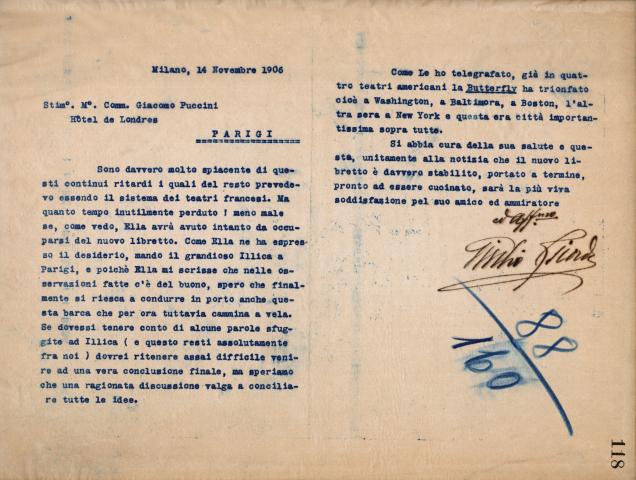 Milano, 14 Novembre 1906
Stimº. Mº. Comm. Giacomo Puccini
Hôtel de Londres
PARIGI
Sono davvero molto spiacente di que-
sti continui ritardi i quali del resto prevede-
vo essendo il sistema dei teatri francesi. Ma
quanto tempo inutilmente perduto ! meno male
se, come vedo, Ella avrà avuto intanto da occu-
parsi del nuovo libretto. Come Ella ne ha espres-
so il desiderio, mando il grandioso Illica a
Parigi, e poichè Ella mi scrisse che nelle os-
servazioni fatte c'è del buono, spero che final-
mente si riesca a condurre in porto anche que-
sta barca che per ora tuttavia cammina a vela.
Se dovessi tenere conto di alcune parole sfug-
gite ad Illica ( e questo resti assolutamente
fra noi ) dovrei ritenere assai difficile veni-
re ad una vera conclusione finale, ma speriamo
che una ragionata discussione valga a concilia-
re tutte le idee.
Come Le ho telegrafato, già in quat-
tro teatri americani la Butterfly ha trionfato
cioè a Washington, a Baltimora, a Boston, l'al-
tra sera a New York e questa era città importan-
tissima sopra tutte.
Si abbia cura della sua salute e que-
sta, unitamente alla notizia che il nuovo li-
bretto è davvero stabilito, portato a termine,
pronto ad essere cucinato, sarà la più viva
soddisfazione pel suo amico ed ammiratore
ed affmo
88
160
118